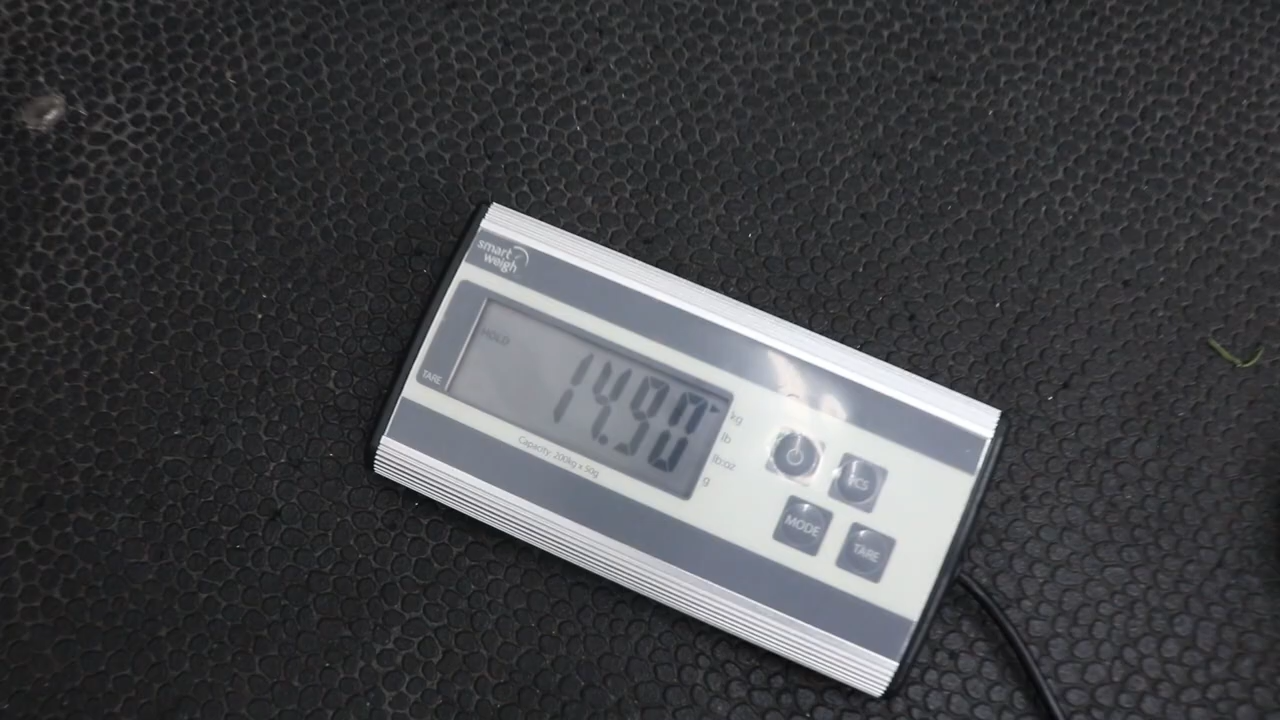 smart
weigh
HOLD
TARE
14.90
kg
lb
lb:oz
g
Capacity 200kg x 50g
PCS
MODE
TARE